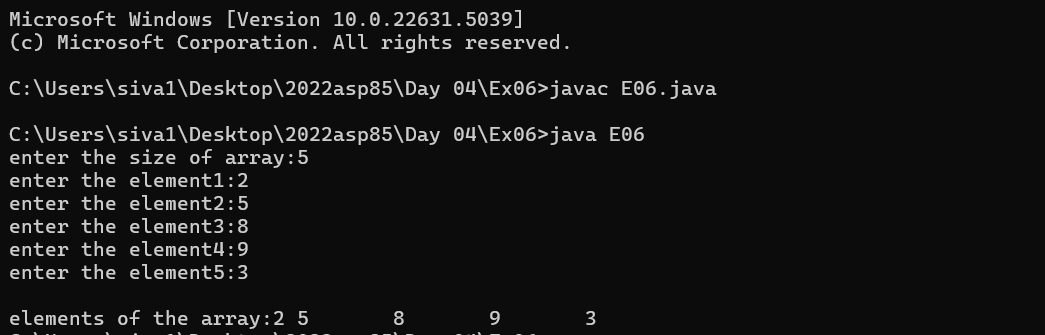 Microsoft Windows [Version 10.0.22631.5039]
(c) Microsoft Corporation. All rights reserved.
C:\Users\siva1\Desktop\2022asp85\Day 04\Ex06>javac E06.java
C:\Users\siva1\Desktop\2022asp85\Day 04\Ex06>java E06
enter the size of array:5
enter the element1:2
enter the element2:5
enter the element3:8
enter the element4:9
enter the element5:3
elements of the array:2 5       8       9       3